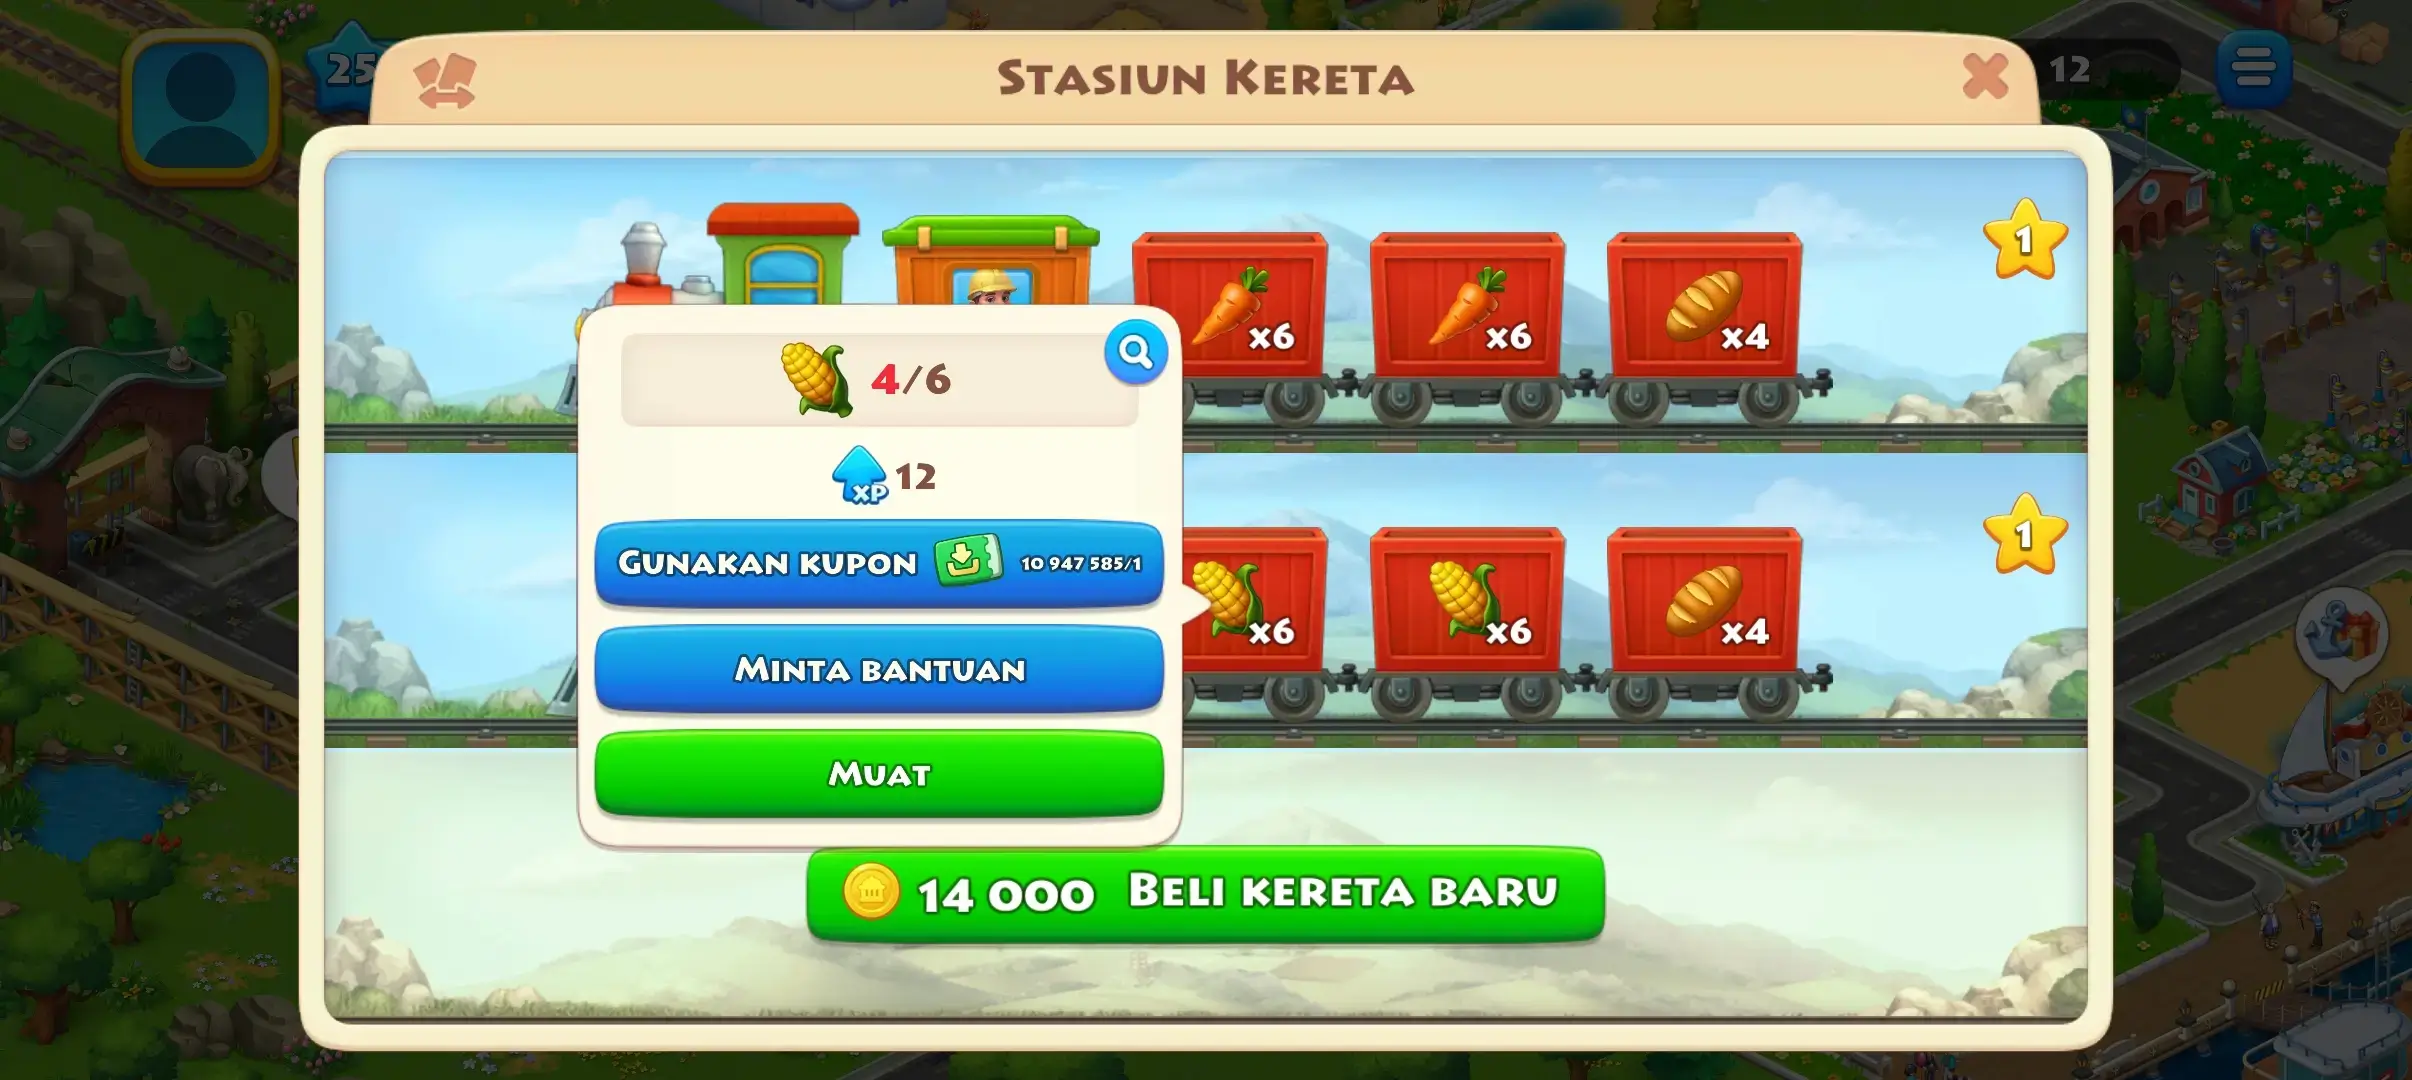 25
STASIUN KERETA
12
x6
x6
x4
1
4/6
XP 12
GUNAKAN KUPON 10 947 585/1
MINTA BANTUAN
MUAT
x6
x6
x4
1
14 000 BELI KERETA BARU